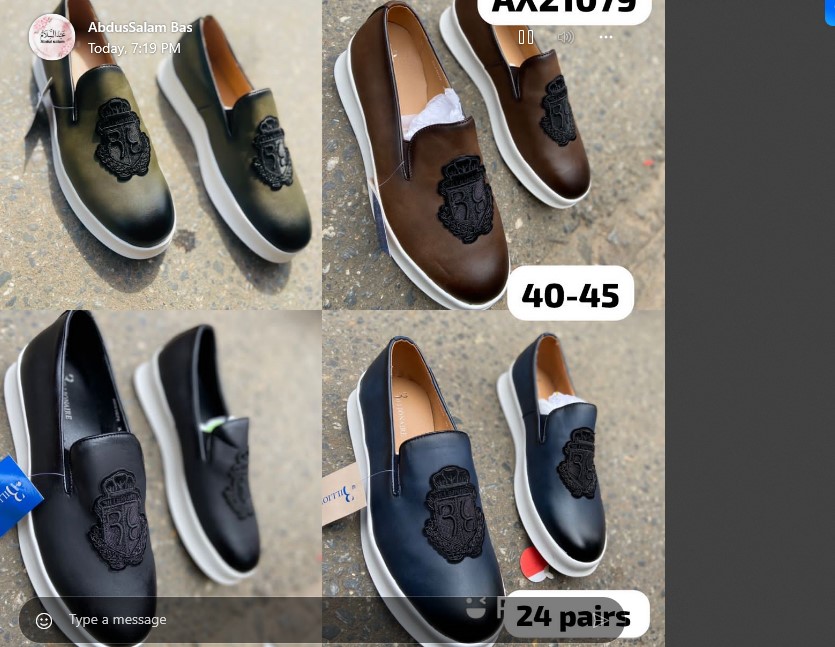 AX21079
AbdusSalam Bas
Today, 7:19 PM
40-45
24 pairs
Type a message